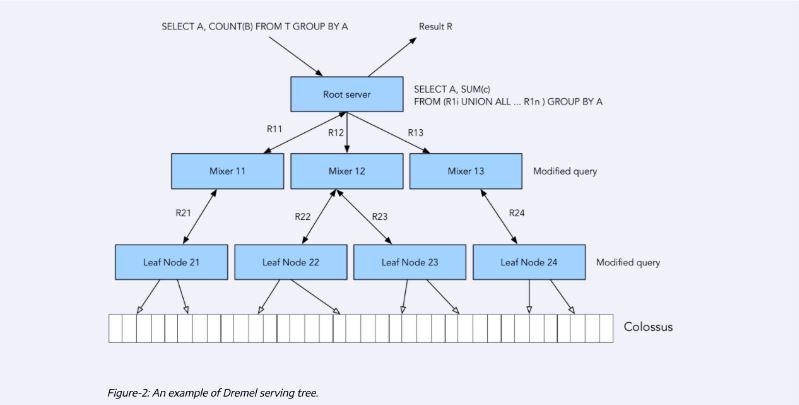 SELECT A, COUNT(B) FROM T GROUP BY A
Result R
Root server
SELECT A, SUM(c)
FROM (R1i UNION ALL ... R1n ) GROUP BY A
R11
R12
R13
Mixer 11
Mixer 12
Mixer 13
Modified query
R21
R22
R23
R24
Leaf Node 21
Leaf Node 22
Leaf Node 23
Leaf Node 24
Modified query
Colossus
Figure-2: An example of Dremel serving tree.